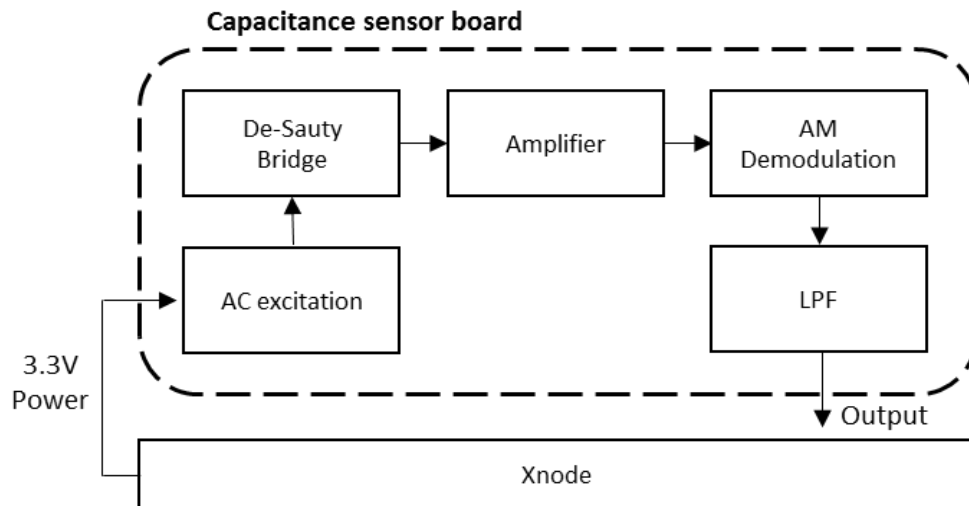 Capacitance sensor board
De-Sauty
Bridge
Amplifier
AM
Demodulation
AC excitation
LPF
3.3V
Power
Output
Xnode